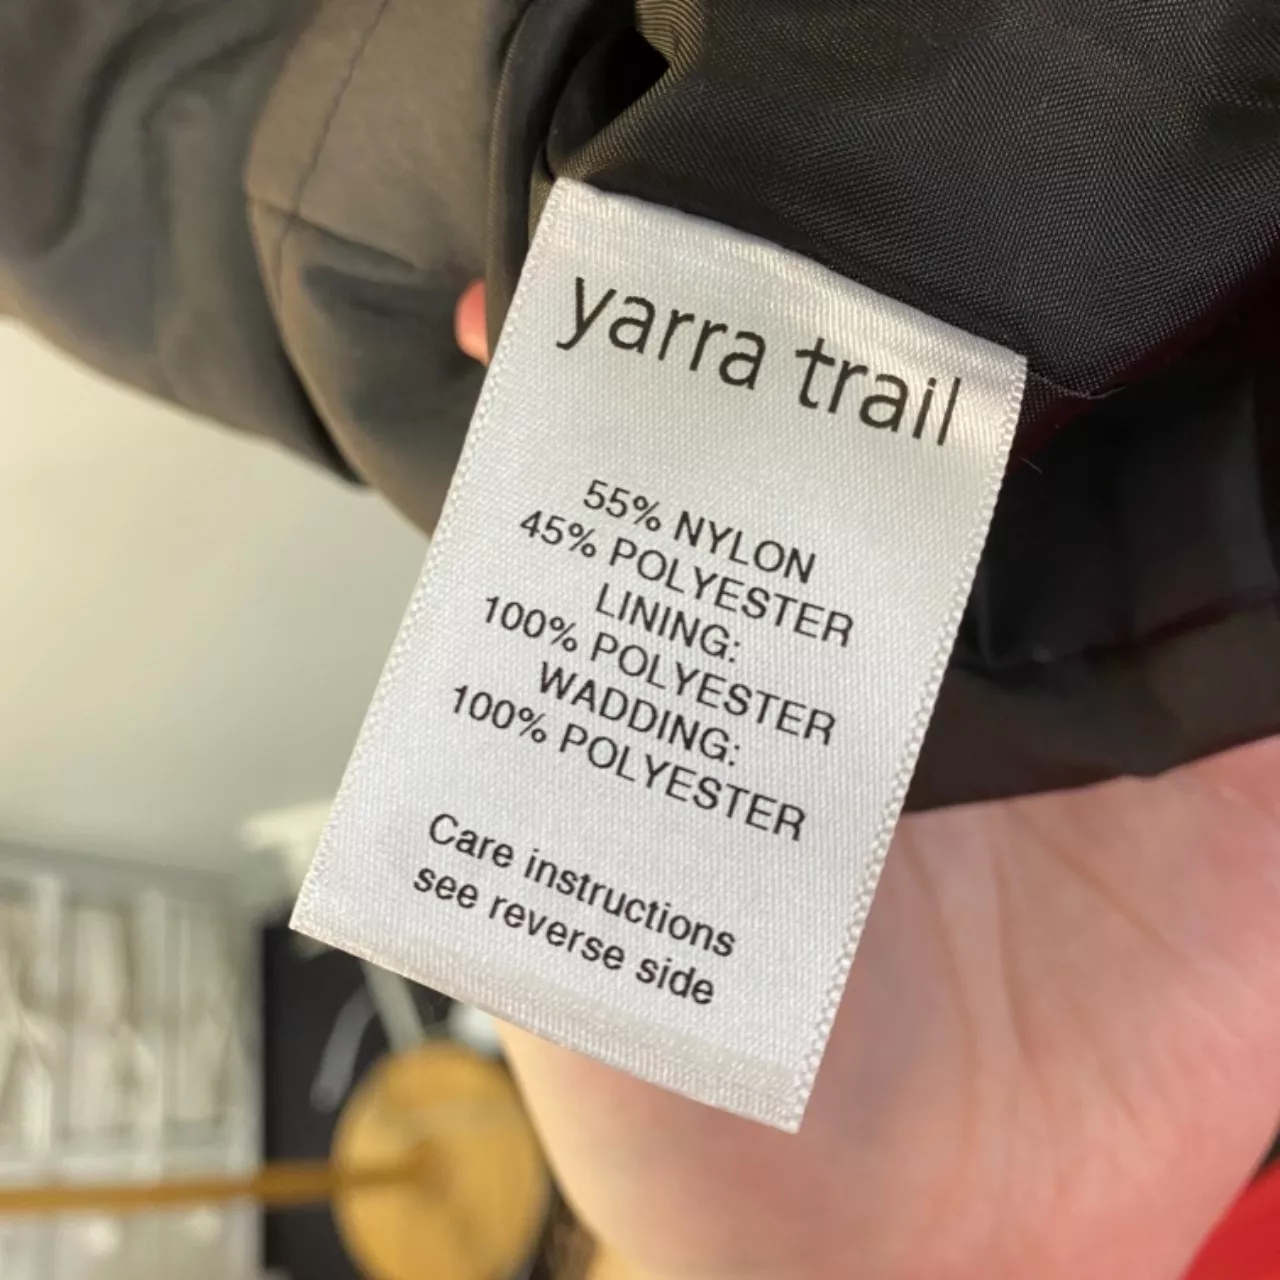 yarra trail
55% NYLON
45% POLYESTER
LINING:
100% POLYESTER
WADDING:
100% POLYESTER
Care instructions
see reverse side